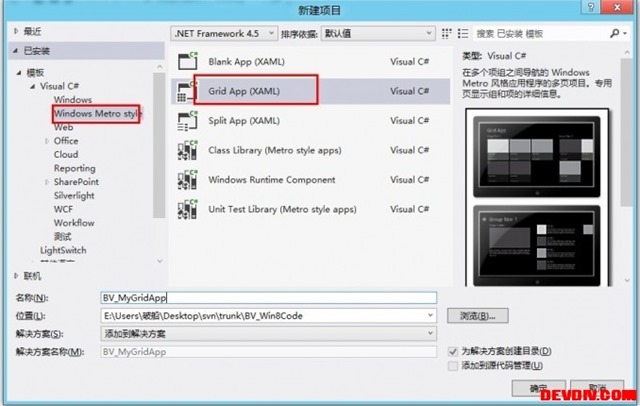 新建项目
最近
.NET Framework 4.5
排序依据:
默认值
搜索 已安装 模板
已安装
模板
Visual C#
Windows
Windows Metro style
Web
Office
Cloud
Reporting
SharePoint
Silverlight
WCF
Workflow
测试
LightSwitch
联机
Blank App (XAML) Visual C#
Grid App (XAML) Visual C#
Split App (XAML) Visual C#
Class Library (Metro style apps) Visual C#
Windows Runtime Component Visual C#
Unit Test Library (Metro style apps) Visual C#
类型: Visual C#
在多个项组之间导航的 Windows
Metro 风格应用程序的多页项目。专用
页显示组和项的详细信息。
Grid App
名称(N): BV_MyGridApp
位置(L): E:\Users\破船\Desktop\svn\trunk\BV_Win8Code
浏览(B)...
解决方案(S): 添加到解决方案
解决方案名称(M): BV_MyGridApp
为解决方案创建目录(D)
添加到源代码管理(U)
确定
取消
DEVDIV.COM